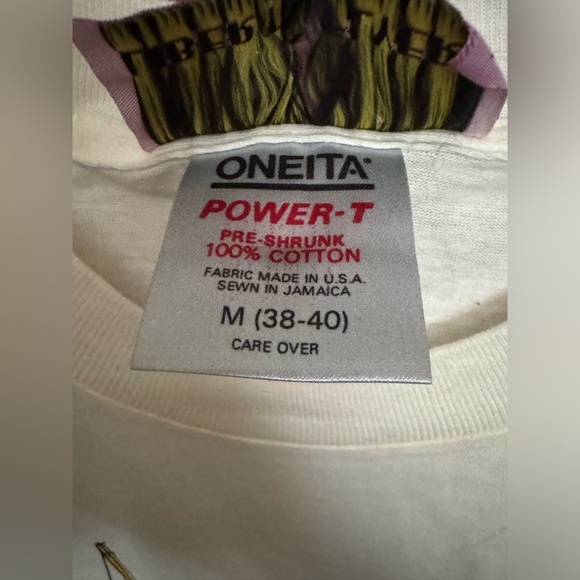 ONEITA
POWER-T
PRE-SHRUNK
100% COTTON
FABRIC MADE IN U.S.A.
SEWN IN JAMAICA
M (38-40)
CARE OVER